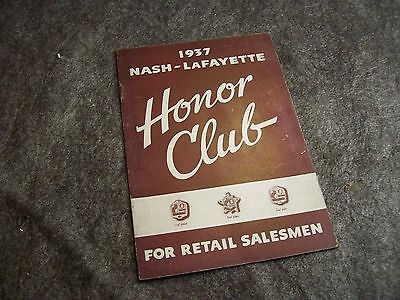 1937
NASH-LAFAYETTE
Honor
Club
FOR RETAIL SALESMEN